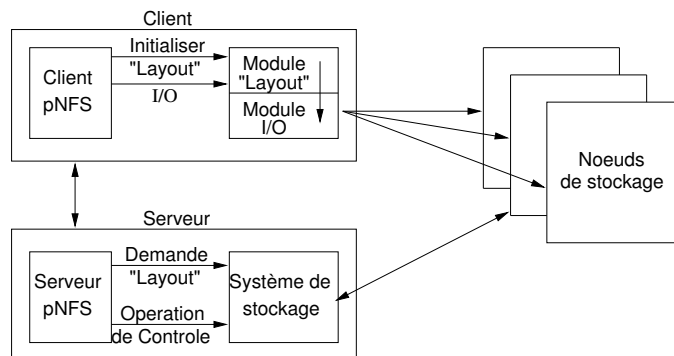 Client
Client
pNFS
Initialiser
"Layout"
I/O
Module
"Layout"
Module
I/O
Noeuds
de stockage
Serveur
Serveur
pNFS
Demande
"Layout"
Operation
de Controle
Système de
stockage